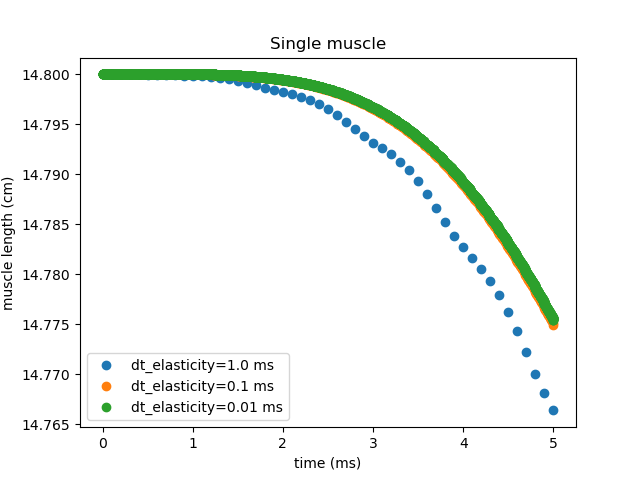 Single muscle
muscle length (cm)
14.800
14.795
14.790
14.785
14.780
14.775
14.770
14.765
dt_elasticity=1.0 ms
dt_elasticity=0.1 ms
dt_elasticity=0.01 ms
0
1
2
3
4
5
time (ms)